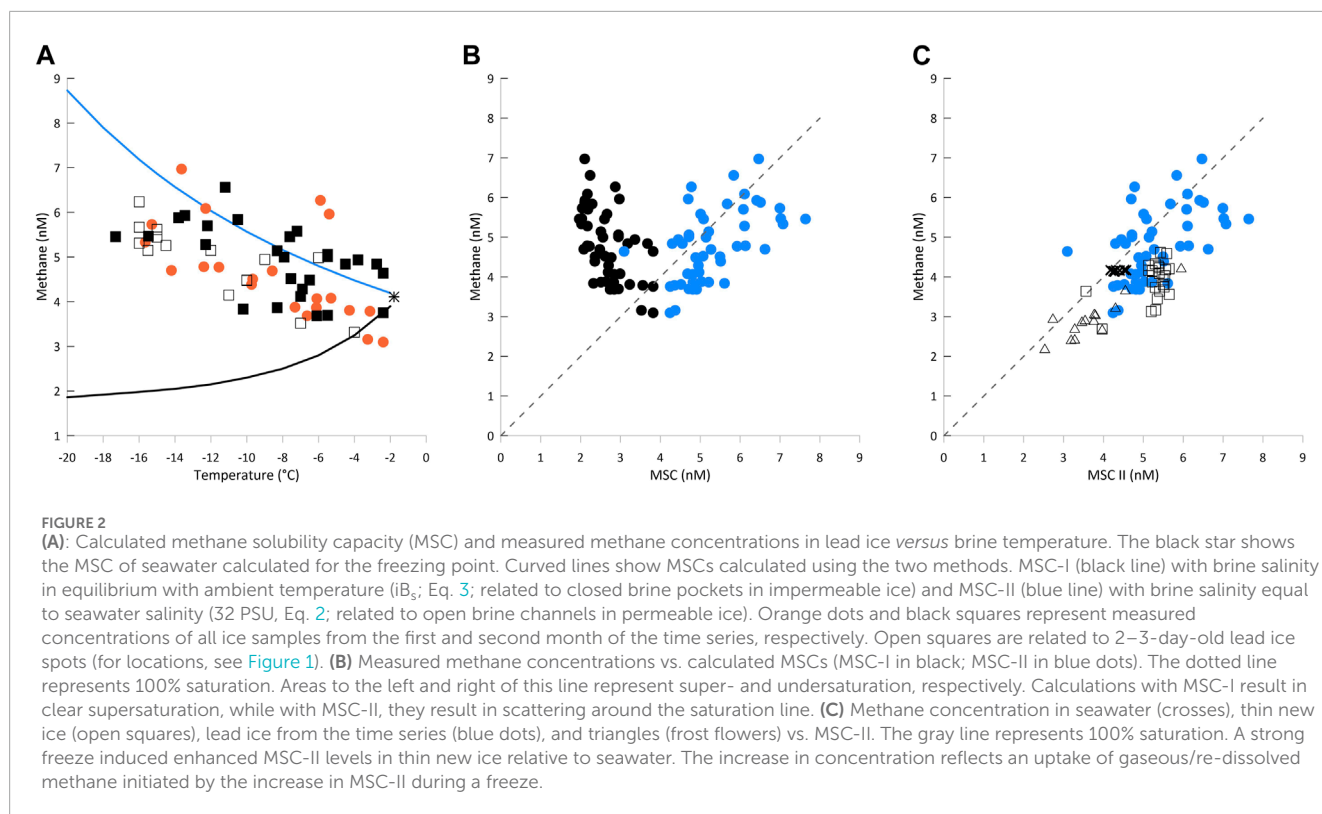 A
B
C
9
8
7
6
5
4
3
2
1
Methane (nM)
-20
-18
-16
-14
-12
-10
-8
-6
-4
-2
0
Temperature (°C)
9
8
7
6
5
4
3
2
1
0
Methane (nM)
0
1
2
3
4
5
6
7
8
9
MSC (nM)
9
8
7
6
5
4
3
2
1
0
Methane (nM)
0
1
2
3
4
5
6
7
8
9
MSC II (nM)
FIGURE 2
(A): Calculated methane solubility capacity (MSC) and measured methane concentrations in lead ice versus brine temperature. The black star shows
the MSC of seawater calculated for the freezing point. Curved lines show MSCs calculated using the two methods. MSC-I (black line) with brine salinity
in equilibrium with ambient temperature (iBs; Eq. 3; related to closed brine pockets in impermeable ice) and MSC-II (blue line) with brine salinity equal
to seawater salinity (32 PSU, Eq. 2; related to open brine channels in permeable ice). Orange dots and black squares represent measured
concentrations of all ice samples from the first and second month of the time series, respectively. Open squares are related to 2–3-day-old lead ice
spots (for locations, see Figure 1). (B) Measured methane concentrations vs. calculated MSCs (MSC-I in black; MSC-II in blue dots). The dotted line
represents 100% saturation. Areas to the left and right of this line represent super- and undersaturation, respectively. Calculations with MSC-I result in
clear supersaturation, while with MSC-II, they result in scattering around the saturation line. (C) Methane concentration in seawater (crosses), thin new
ice (open squares), lead ice from the time series (blue dots), and triangles (frost flowers) vs. MSC-II. The gray line represents 100% saturation. A strong
freeze induced enhanced MSC-II levels in thin new ice relative to seawater. The increase in concentration reflects an uptake of gaseous/re-dissolved
methane initiated by the increase in MSC-II during a freeze.